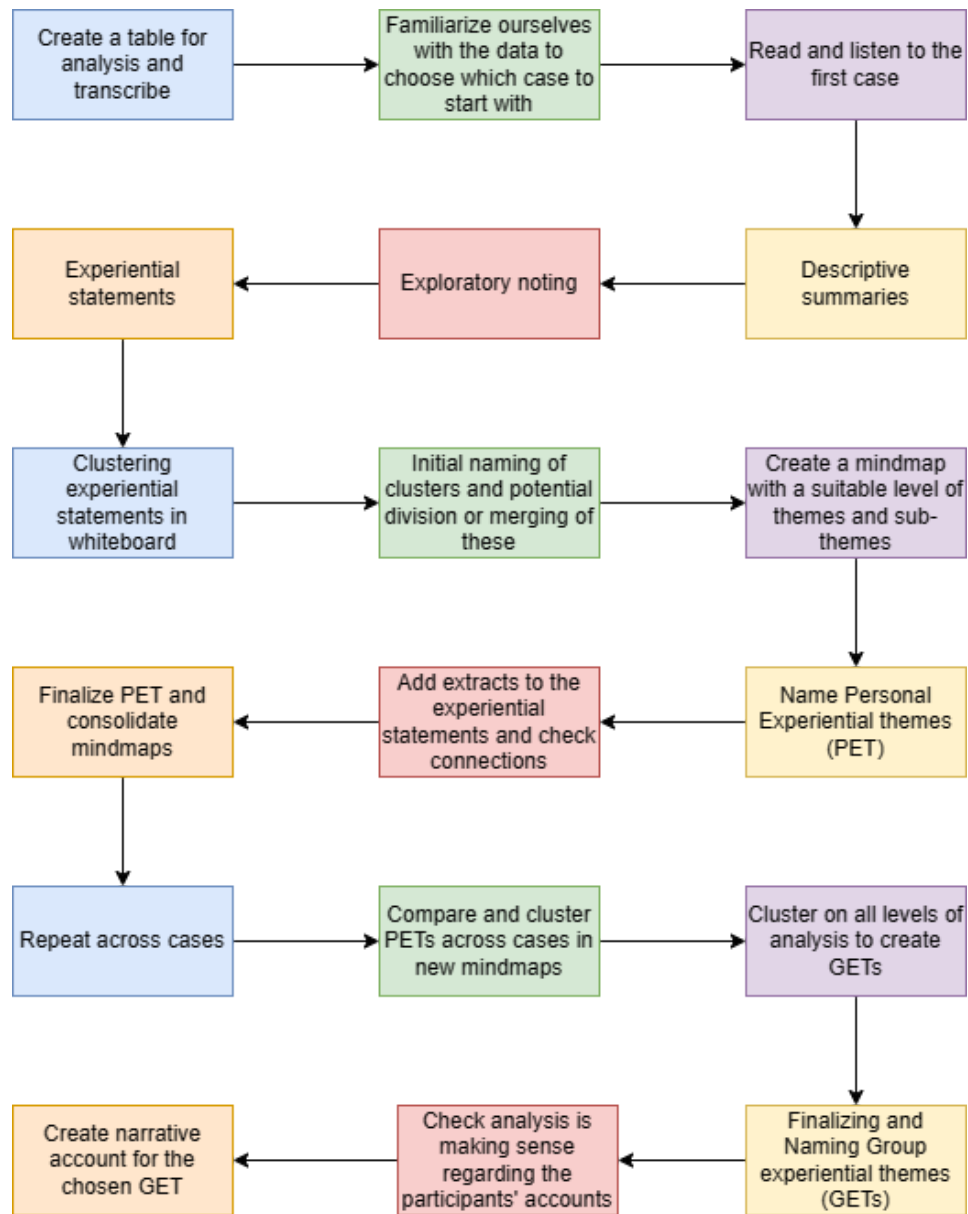 Create a table for
analysis and
transcribe
Familiarize ourselves
with the data to
choose which case to
start with
Read and listen to the
first case
Descriptive
summaries
Exploratory noting
Experiential
statements
Clustering
experiential
statements in
whiteboard
Initial naming of
clusters and potential
division or merging of
these
Create a mindmap
with a suitable level of
themes and sub-
themes
Name Personal
Experiential themes
(PET)
Add extracts to the
experiential
statements and check
connections
Finalize PET and
consolidate
mindmaps
Repeat across cases
Compare and cluster
PETs across cases in
new mindmaps
Cluster on all levels of
analysis to create
GETs
Finalizing and
Naming Group
experiential themes
(GETs)
Check analysis is
making sense
regarding the
participants' accounts
Create narrative
account for the
chosen GET